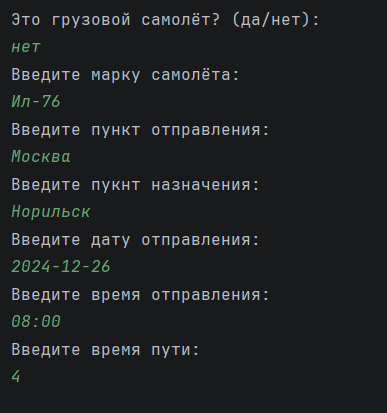 Это грузовой самолёт? (да/нет):
нет
Введите марку самолёта:
Ил-76
Введите пункт отправления:
Москва
Введите пукнт назначения:
Норильск
Введите дату отправления:
2024-12-26
Введите время отправления:
08:00
Введите время пути:
4